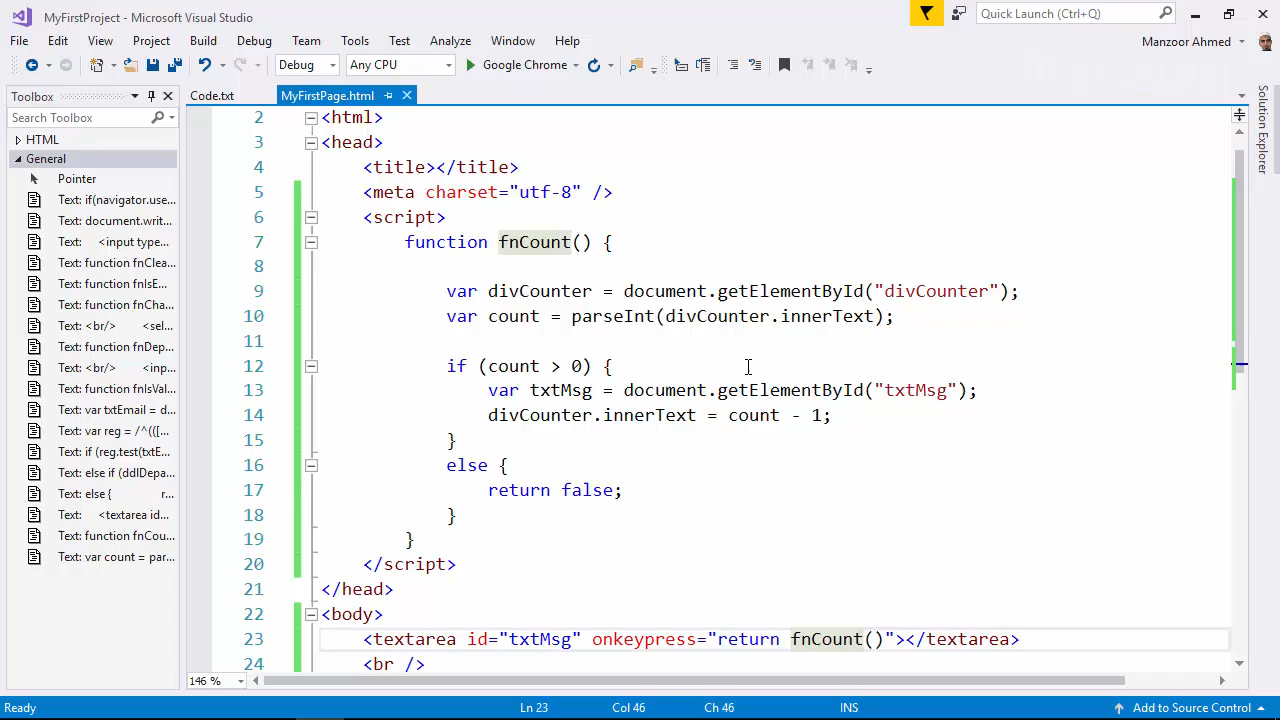 MyFirstProject - Microsoft Visual Studio
Quick Launch (Ctrl+Q)
File Edit View Project Build Debug Team Tools Test Analyze Window Help
Manzoor Ahmed
Debug Any CPU Google Chrome
Toolbox
Code.txt MyFirstPage.html
Search Toolbox
HTML
General
Pointer
Text: if(navigator.use...
Text: document.writ...
Text: <input type...
Text: function fnClea...
Text: function fnIsE...
Text: function fnCha...
Text: <br/> <sel...
Text: function fnDep...
Text: <br/> <inp...
Text: function fnIsVal...
Text: var txtEmail = d...
Text: var reg = /^(([...
Text: if (reg.test(txtE...
Text: else if (ddlDepa...
Text: else { r...
Text: <textarea id...
Text: function fnCou...
Text: var count = par...
2 <html>
3 <head>
4 <title></title>
5 <meta charset="utf-8" />
6 <script>
7 function fnCount() {
8
9 var divCounter = document.getElementById("divCounter");
10 var count = parseInt(divCounter.innerText);
11
12 if (count > 0) {
13 var txtMsg = document.getElementById("txtMsg");
14 divCounter.innerText = count - 1;
15 }
16 else {
17 return false;
18 }
19 }
20 </script>
21 </head>
22 <body>
23 <textarea id="txtMsg" onkeypress="return fnCount()"></textarea>
24 <br />
Solution Explorer
146 %
Ready Ln 23 Col 46 Ch 46 INS Add to Source Control